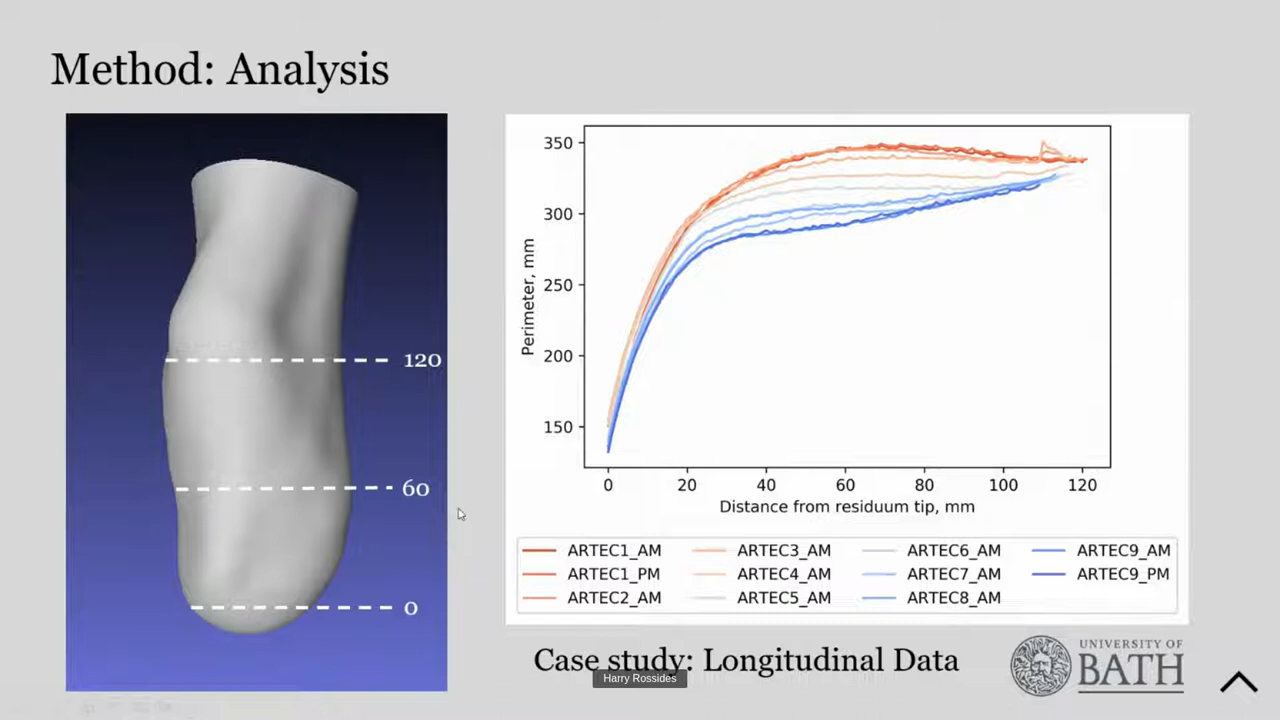 Method: Analysis
120
60
0
350
300
250
200
150
Perimeter, mm
0 20 40 60 80 100 120
Distance from residuum tip, mm
ARTEC1_AM ARTEC3_AM ARTEC6_AM ARTEC9_AM
ARTEC1_PM ARTEC4_AM ARTEC7_AM ARTEC9_PM
ARTEC2_AM ARTEC5_AM ARTEC8_AM
Case study: Longitudinal Data
Harry Rossides
UNIVERSITY OF
BATH